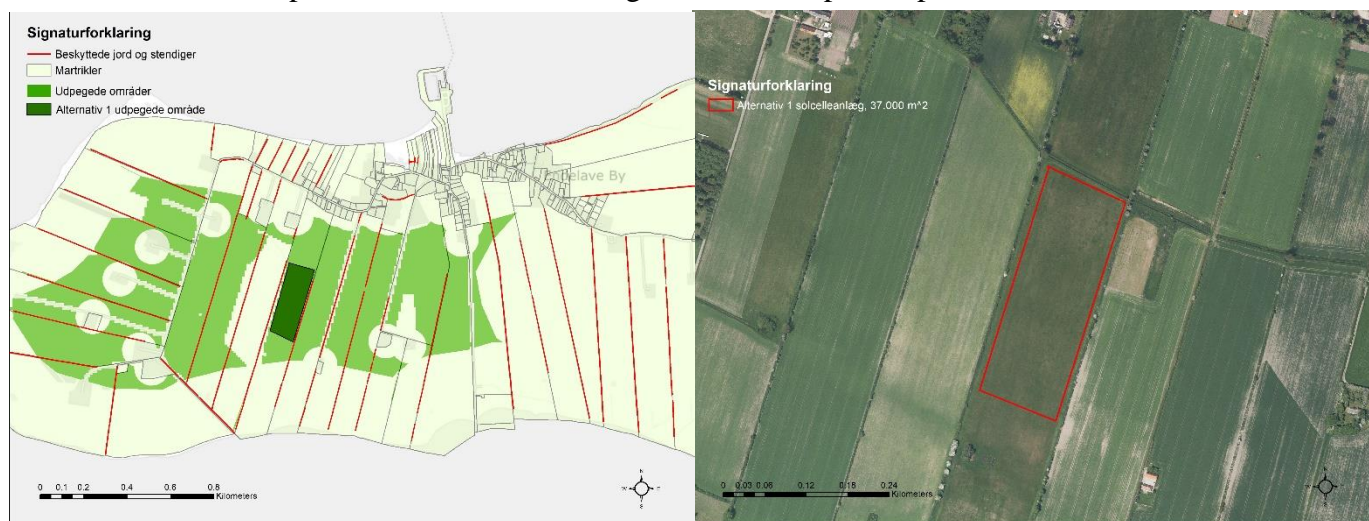 Signaturforklaring
Beskyttede jord og stendiger
Martrikler
Udpegede områder
Alternativ 1 udpegede område
By
0 0.1 0.2 0.4 0.6 0.8
Kilometers
N
W
S
Signaturforklaring
Alternativ 1 solcelleanlæg, 37.000 m^2
0 0.03 0.06 0.12 0.18 0.24
Kilometers
N
W
S